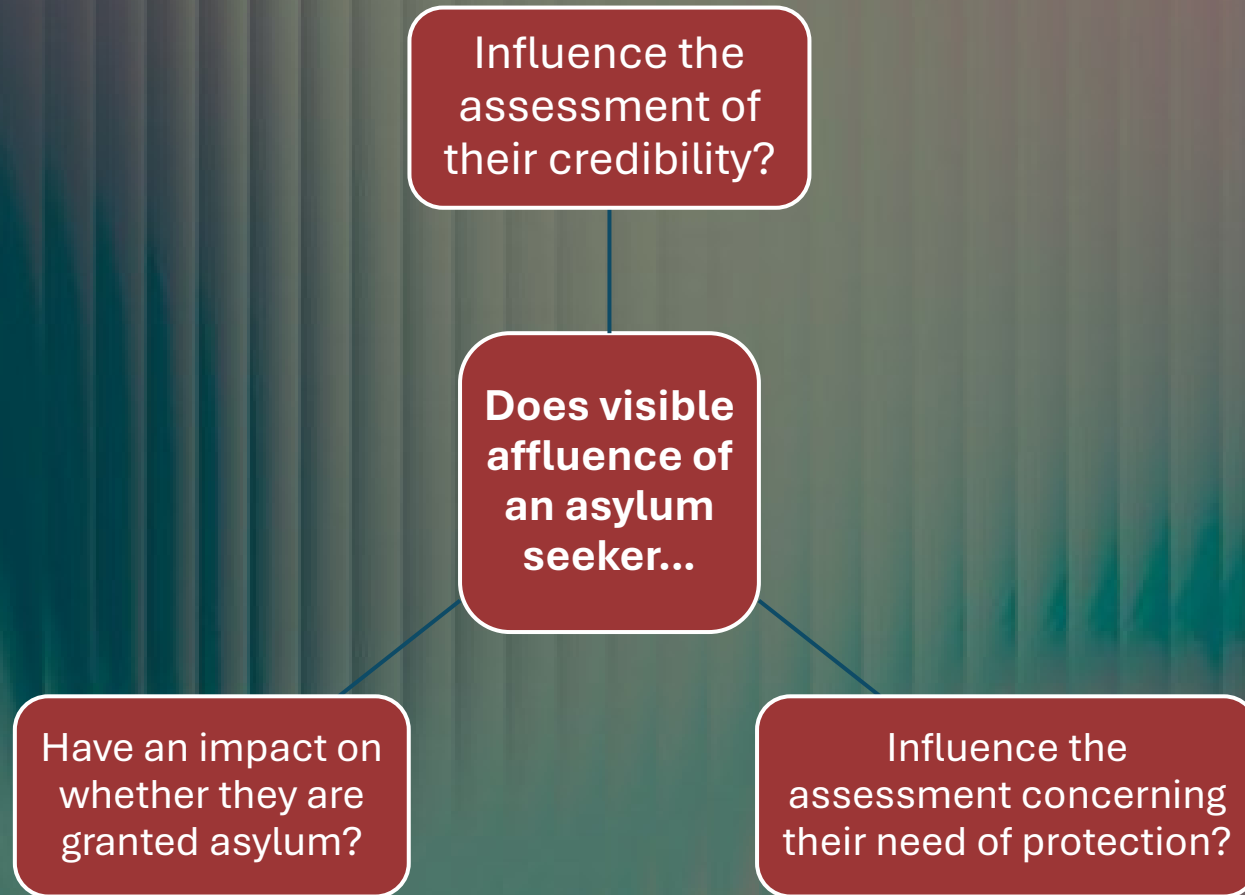 Influence the
assessment of
their credibility?
Does visible
affluence of
an asylum
seeker...
Have an impact on
whether they are
granted asylum?
Influence the
assessment concerning
their need of protection?